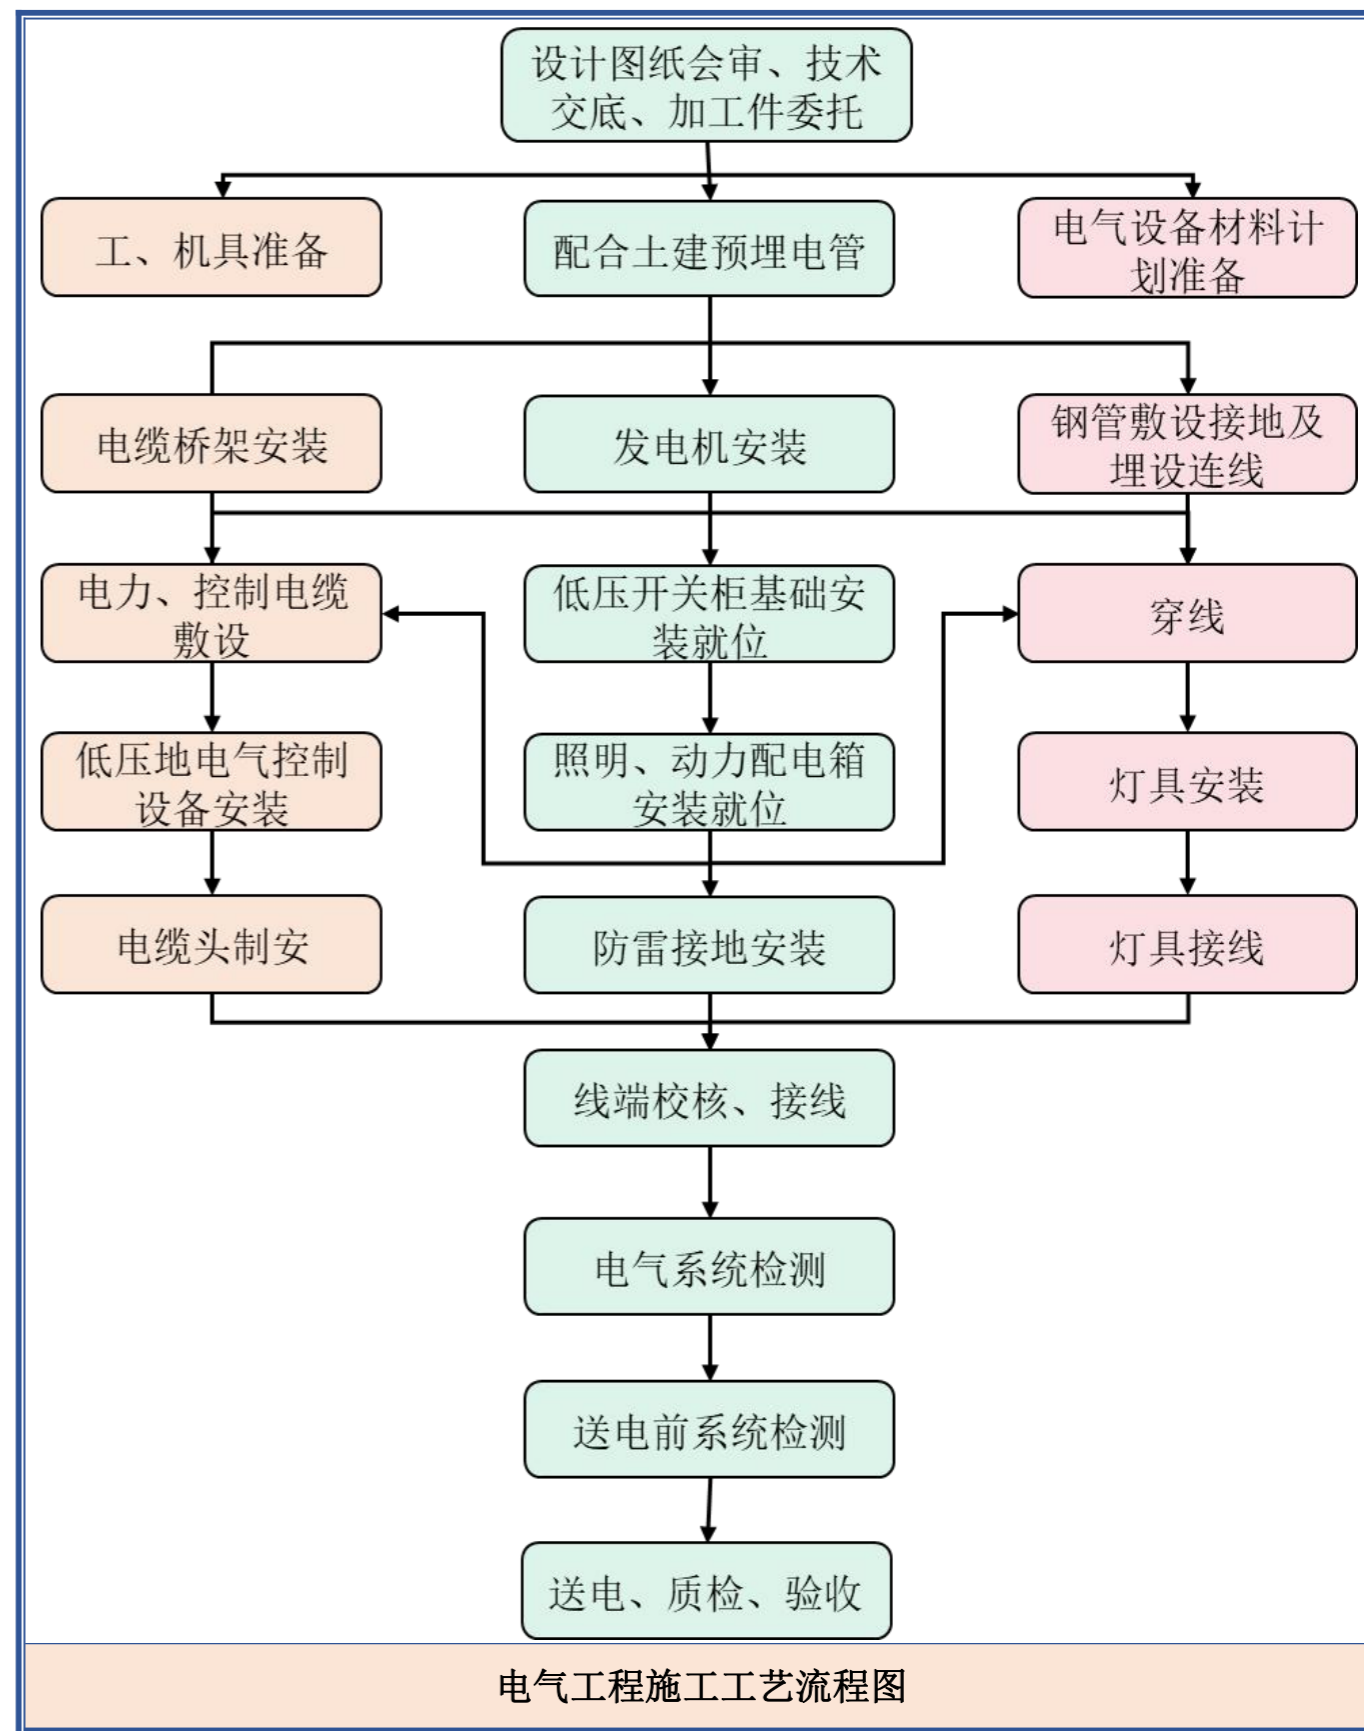 设计图纸会审、技术
交底、加工件委托
工、机具准备
配合土建预埋电管
电气设备材料计
划准备
电缆桥架安装
发电机安装
钢管敷设接地及
埋设连线
电力、控制电缆
敷设
低压开关柜基础安
装就位
穿线
低压地电气控制
设备安装
照明、动力配电箱
安装就位
灯具安装
电缆头制安
防雷接地安装
灯具接线
线端校核、接线
电气系统检测
送电前系统检测
送电、质检、验收
电气工程施工工艺流程图